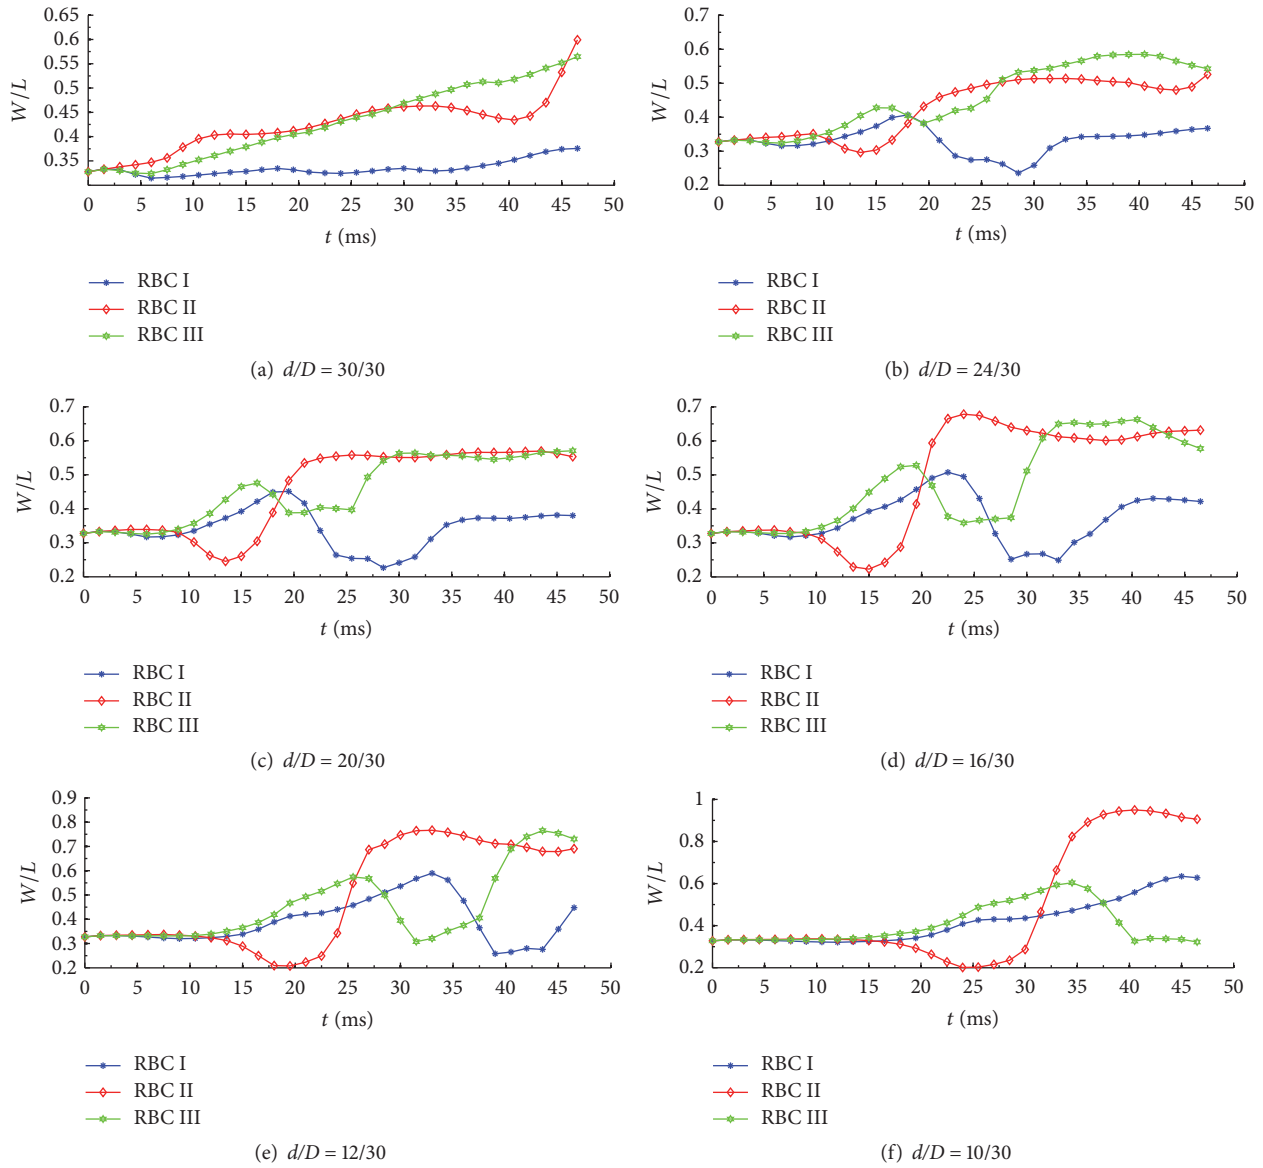 0.65
0.6
0.55
0.5
0.45
0.4
0.35
W/L
0 5 10 15 20 25 30 35 40 45 50
t (ms)
RBC I
RBC II
RBC III
(a) d/D = 30/30
0.7
0.6
0.5
0.4
0.3
0.2
W/L
0 5 10 15 20 25 30 35 40 45 50
t (ms)
RBC I
RBC II
RBC III
(b) d/D = 24/30
0.7
0.6
0.5
0.4
0.3
0.2
W/L
0 5 10 15 20 25 30 35 40 45 50
t (ms)
RBC I
RBC II
RBC III
(c) d/D = 20/30
0.7
0.6
0.5
0.4
0.3
0.2
W/L
0 5 10 15 20 25 30 35 40 45 50
t (ms)
RBC I
RBC II
RBC III
(d) d/D = 16/30
0.9
0.8
0.7
0.6
0.5
0.4
0.3
0.2
W/L
0 5 10 15 20 25 30 35 40 45 50
t (ms)
RBC I
RBC II
RBC III
(e) d/D = 12/30
1
0.8
0.6
0.4
0.2
W/L
0 5 10 15 20 25 30 35 40 45 50
t (ms)
RBC I
RBC II
RBC III
(f) d/D = 10/30